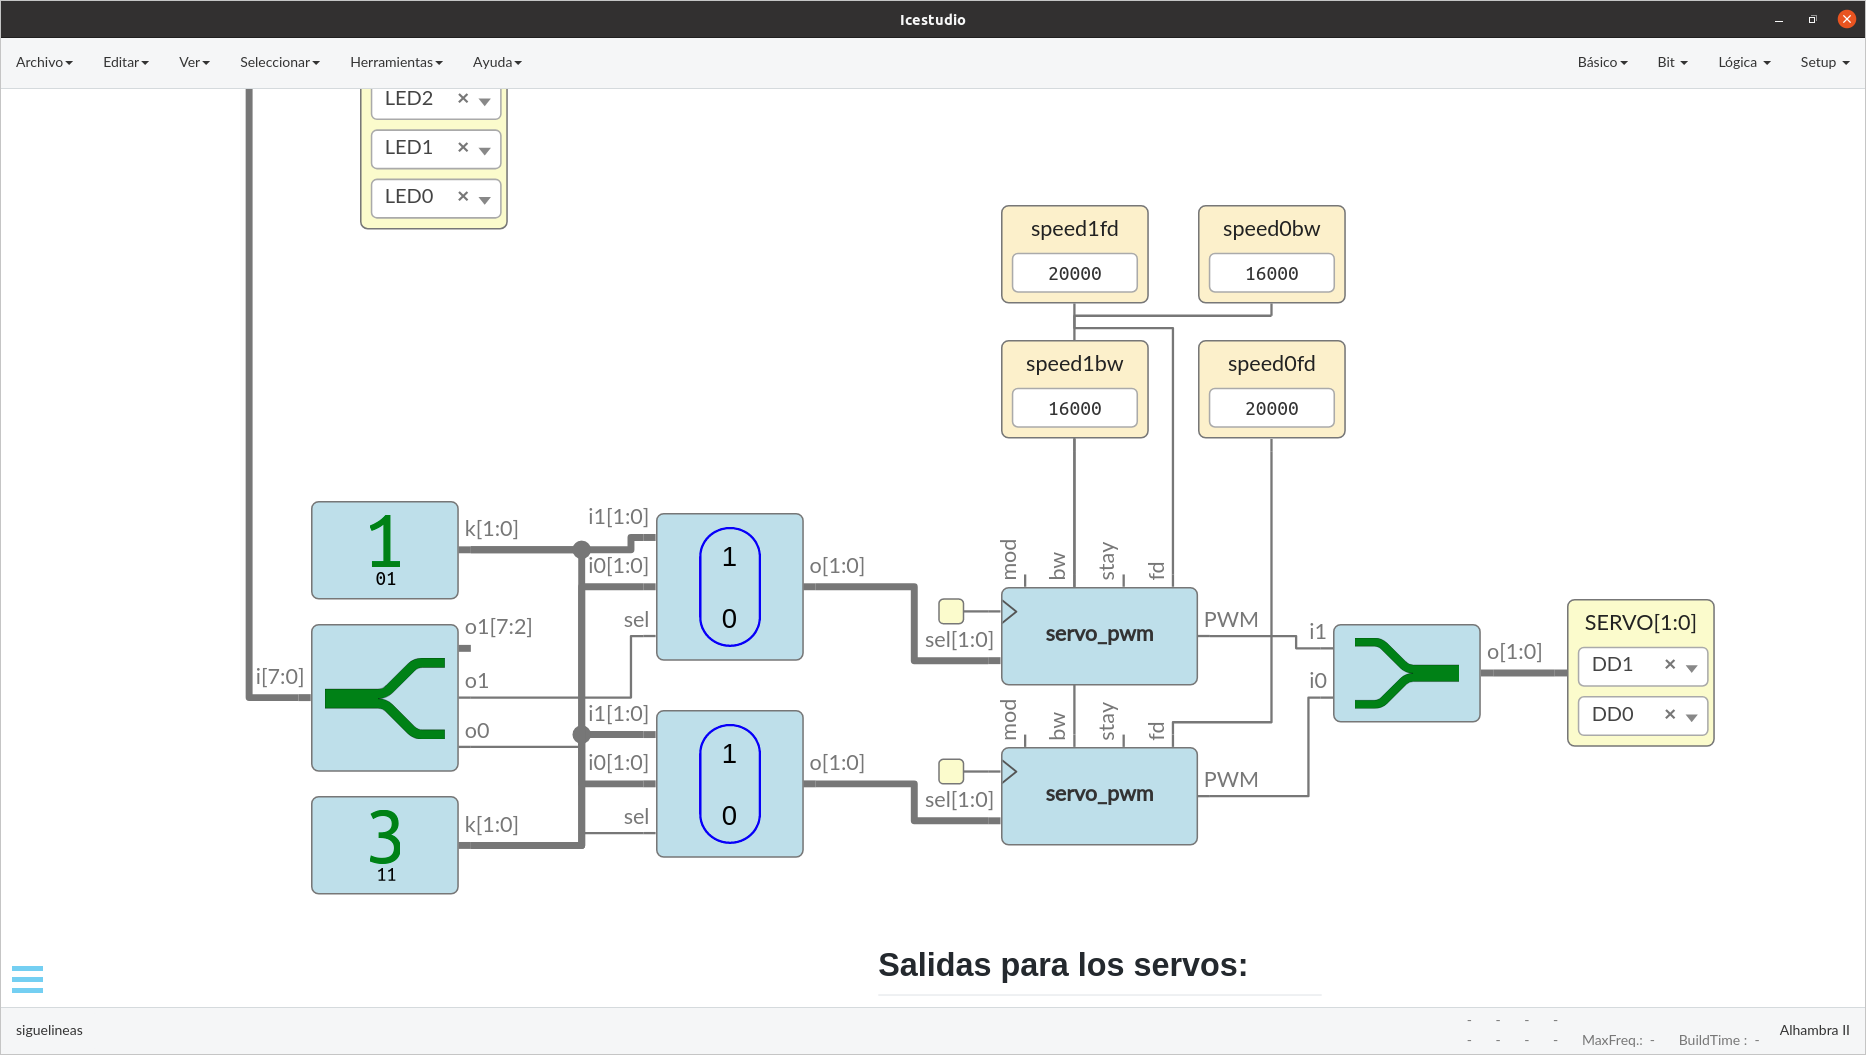 Icestudio
Archivo Editar Ver Seleccionar Herramientas Ayuda Básico Bit Lógica Setup
LED2 ×
LED1 ×
LED0 ×
speed1fd speed0bw
20000 16000
speed1bw speed0fd
16000 20000
1
01
k[1:0]
i1[1:0]
i0[1:0]
sel
1
0
o[1:0]
i[7:0]
o1[7:2]
o1
o0
3
11
k[1:0]
i1[1:0]
i0[1:0]
sel
1
0
o[1:0]
mod bw stay fd
sel[1:0]
servo_pwm
PWM
mod bw stay fd
sel[1:0]
servo_pwm
PWM
i1
i0
o[1:0]
SERVO[1:0]
DD1 ×
DD0 ×
Salidas para los servos:
siguelineas
- - - -
- - - - MaxFreq.: - BuildTime : -
Alhambra II